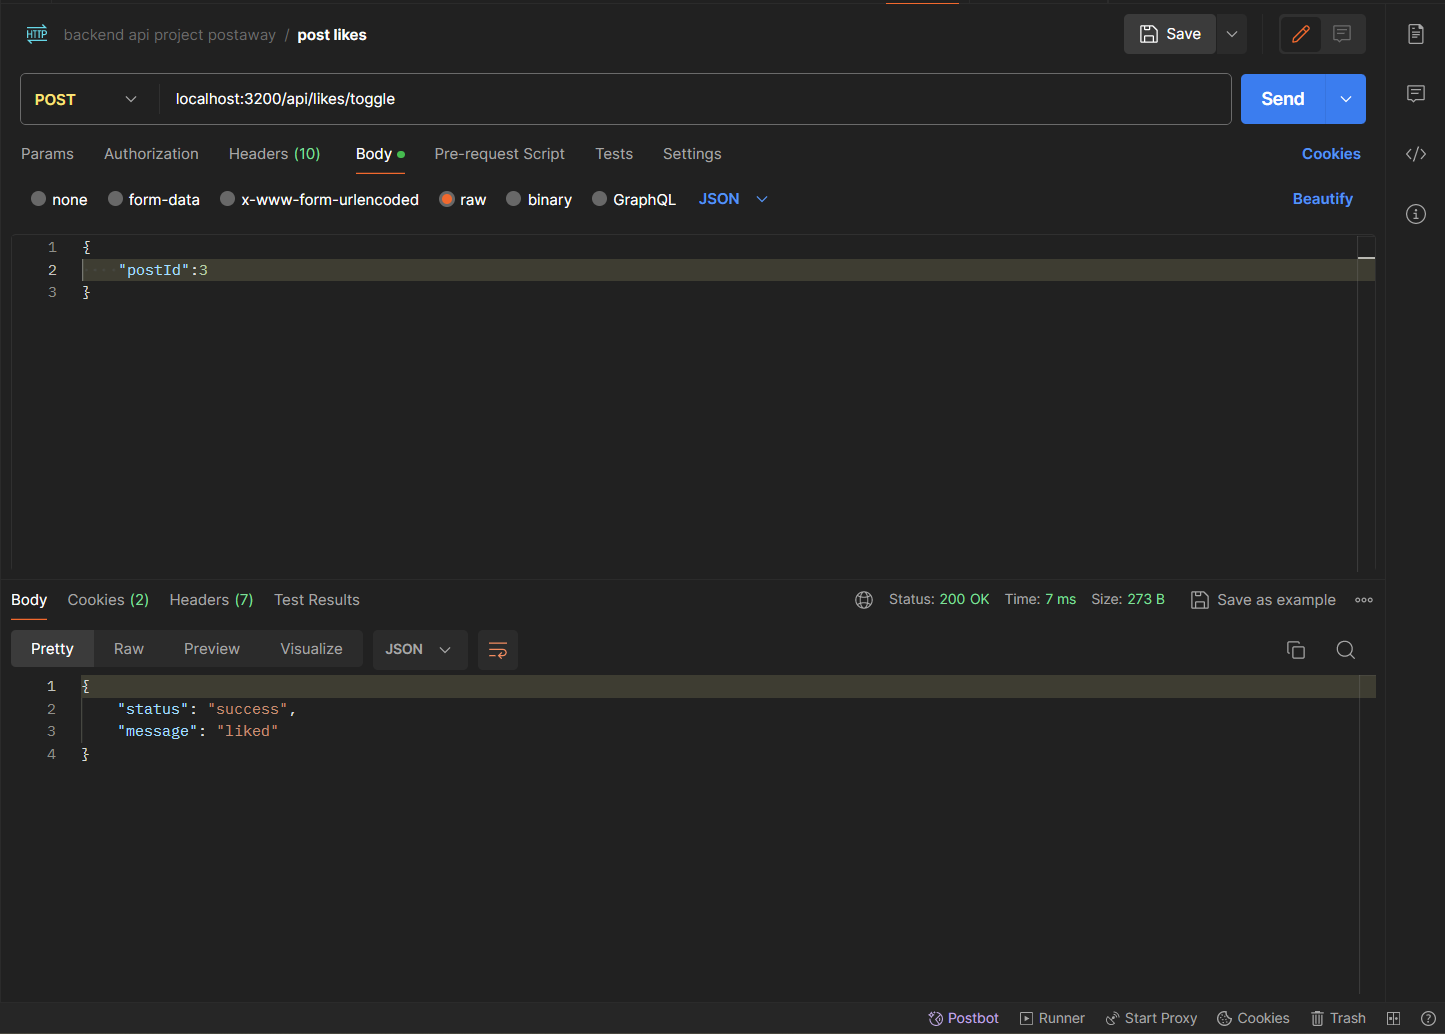 HTTP backend api project postaway / post likes Save
POST localhost:3200/api/likes/toggle Send
Params Authorization Headers (10) Body Pre-request Script Tests Settings Cookies
none form-data x-www-form-urlencoded raw binary GraphQL JSON Beautify
1 {
2 "postId":3
3 }
Body Cookies (2) Headers (7) Test Results Status: 200 OK Time: 7 ms Size: 273 B Save as example
Pretty Raw Preview Visualize JSON
1 {
2 "status": "success",
3 "message": "liked"
4 }
Postbot Runner Start Proxy Cookies Trash